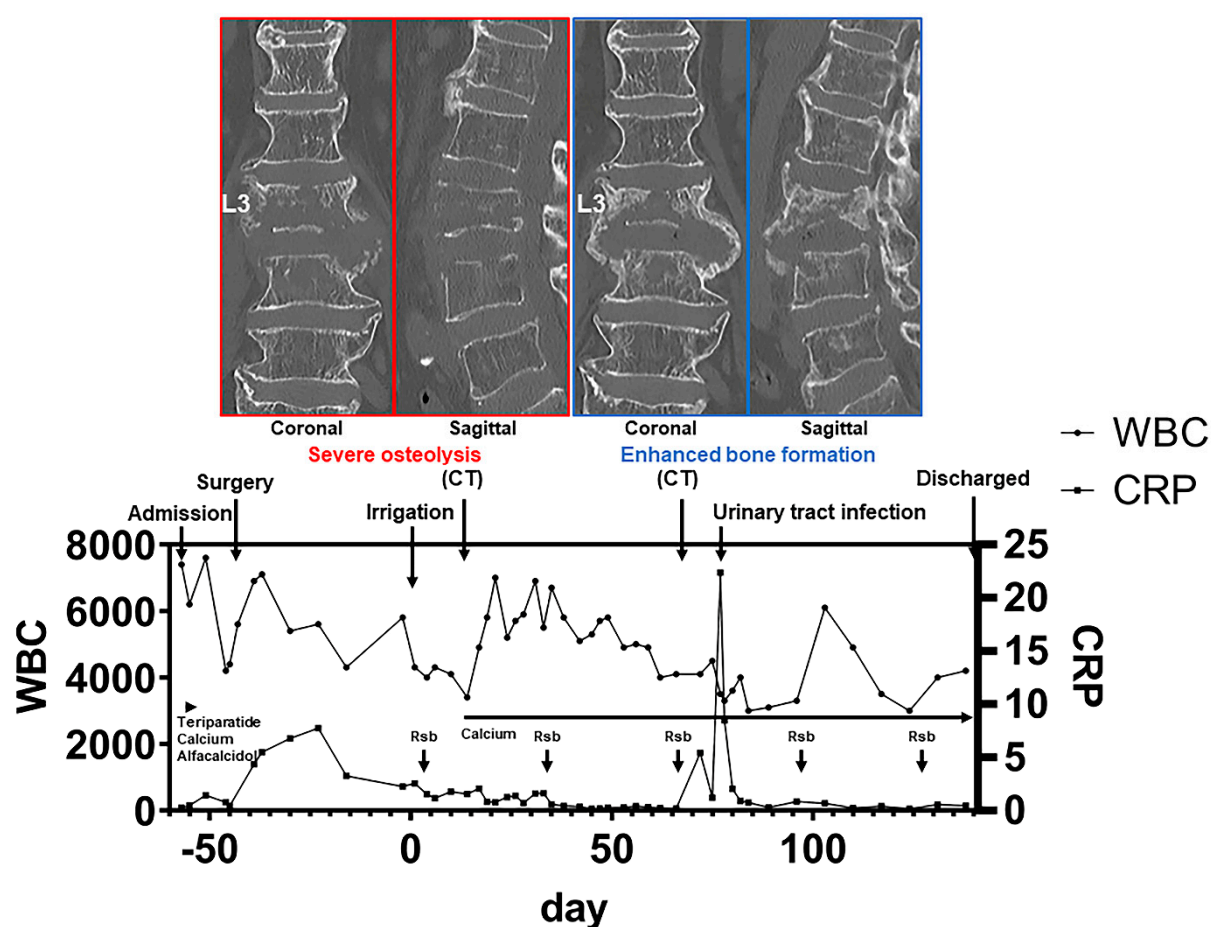 L3
L3
Coronal
Sagittal
Coronal
Sagittal
Severe osteolysis
Enhanced bone formation
WBC
CRP
Surgery
(CT)
(CT)
Discharged
Admission
Irrigation
Urinary tract infection
8000
6000
4000
2000
0
WBC
25
20
15
10
5
0
CRP
Teriparatide
Calcium
Alfacalcidol
Rsb
Calcium
Rsb
Rsb
Rsb
Rsb
-50
0
50
100
day